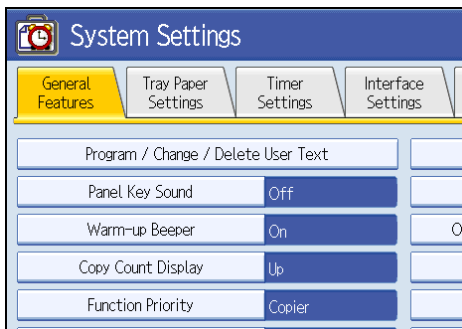 System Settings
General
Features
Tray Paper
Settings
Timer
Settings
Interface
Settings
Program / Change / Delete User Text
Panel Key Sound
Off
Warm-up Beeper
On
Copy Count Display
Up
Function Priority
Copier